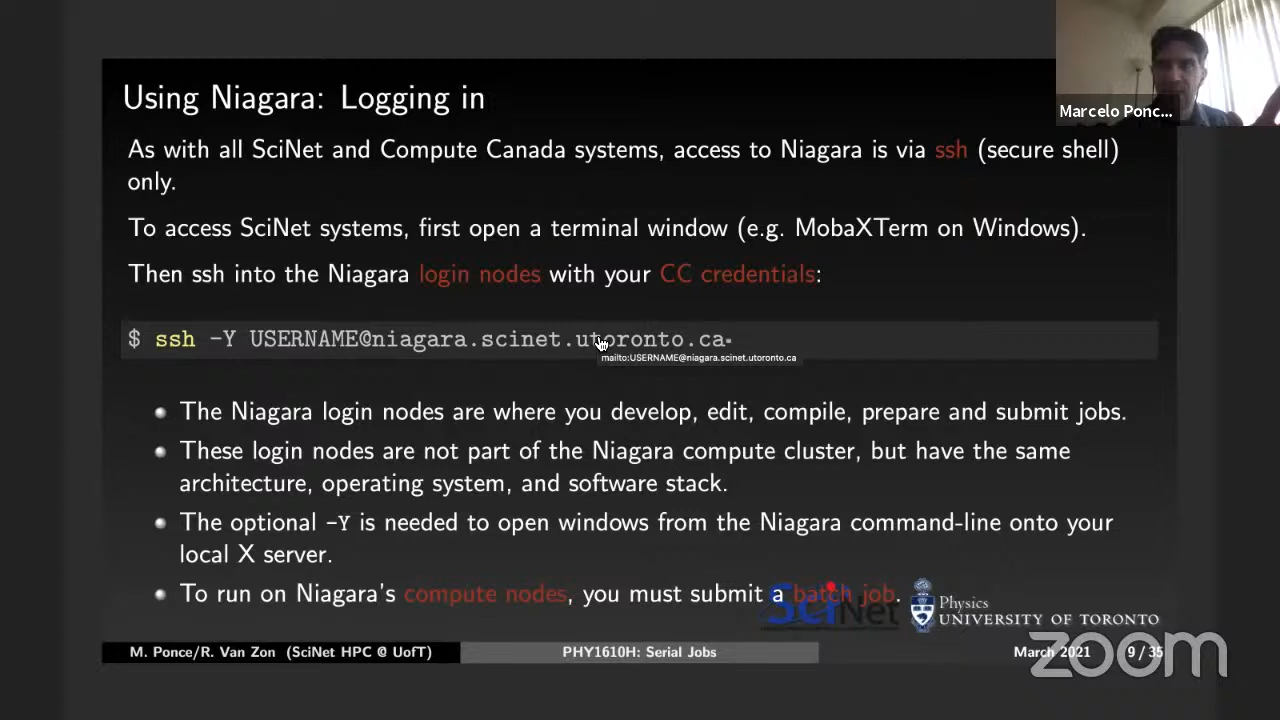 Using Niagara: Logging in
Marcelo Ponc...
As with all SciNet and Compute Canada systems, access to Niagara is via ssh (secure shell)
only.
To access SciNet systems, first open a terminal window (e.g. MobaXTerm on Windows).
Then ssh into the Niagara login nodes with your CC credentials:
$ ssh -Y USERNAME@niagara.scinet.utoronto.ca
mailto:USERNAME@niagara.scinet.utoronto.ca
The Niagara login nodes are where you develop, edit, compile, prepare and submit jobs.
These login nodes are not part of the Niagara compute cluster, but have the same
architecture, operating system, and software stack.
The optional -Y is needed to open windows from the Niagara command-line onto your
local X server.
To run on Niagara's compute nodes, you must submit a batch job.
SciNet
Physics
UNIVERSITY OF TORONTO
M. Ponce/R. Van Zon (SciNet HPC @ UofT)
PHY1610H: Serial Jobs
March 2021
9 / 35
zoom